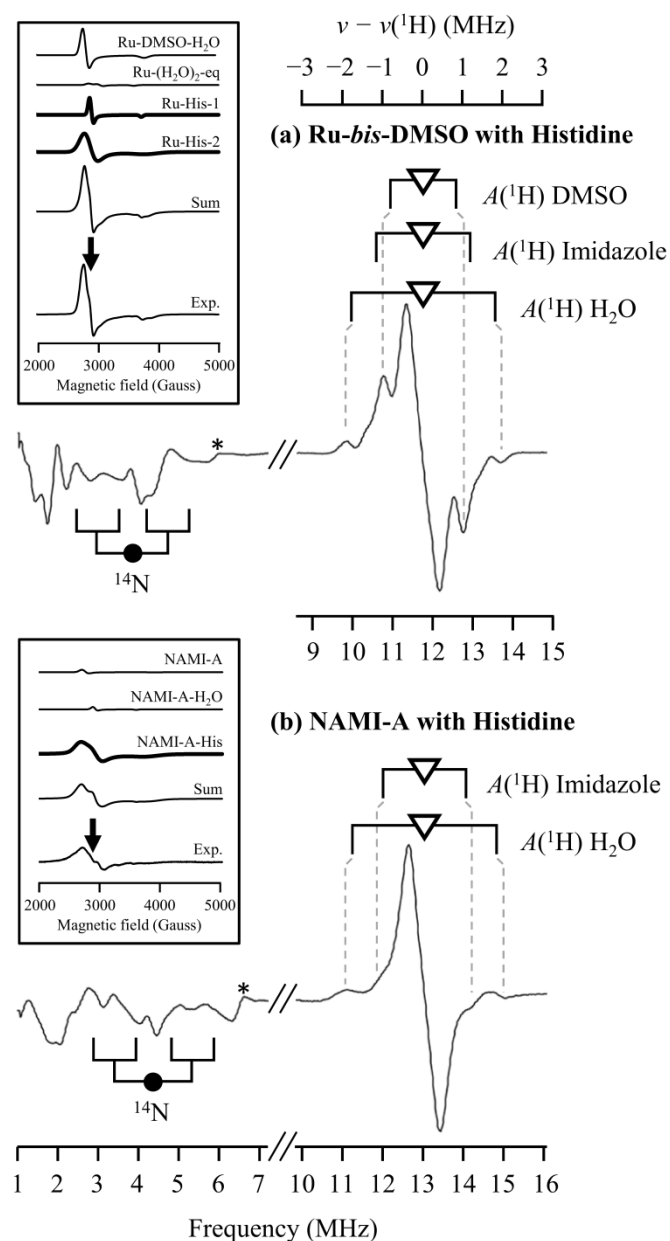 ν − ν(¹H) (MHz)
−3 −2 −1 0 1 2 3
(a) Ru-bis-DMSO with Histidine
Ru-DMSO-H₂O
Ru-(H₂O)₂-eq
Ru-His-1
Ru-His-2
Sum
Exp.
2000 3000 4000 5000
Magnetic field (Gauss)
A(¹H) DMSO
A(¹H) Imidazole
A(¹H) H₂O
*
¹⁴N
9 10 11 12 13 14 15
(b) NAMI-A with Histidine
NAMI-A
NAMI-A-H₂O
NAMI-A-His
Sum
Exp.
2000 3000 4000 5000
Magnetic field (Gauss)
A(¹H) Imidazole
A(¹H) H₂O
*
¹⁴N
1 2 3 4 5 6 7 10 11 12 13 14 15 16
Frequency (MHz)